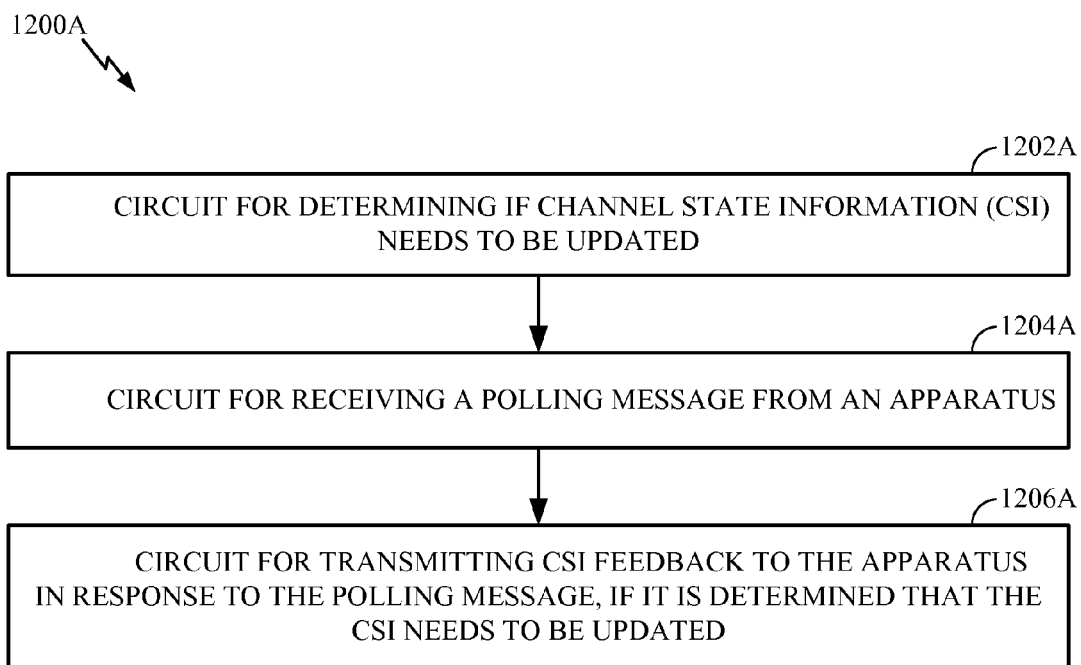 1200A
1202A
CIRCUIT FOR DETERMINING IF CHANNEL STATE INFORMATION (CSI)
NEEDS TO BE UPDATED
1204A
CIRCUIT FOR RECEIVING A POLLING MESSAGE FROM AN APPARATUS
1206A
CIRCUIT FOR TRANSMITTING CSI FEEDBACK TO THE APPARATUS
IN RESPONSE TO THE POLLING MESSAGE, IF IT IS DETERMINED THAT THE
CSI NEEDS TO BE UPDATED